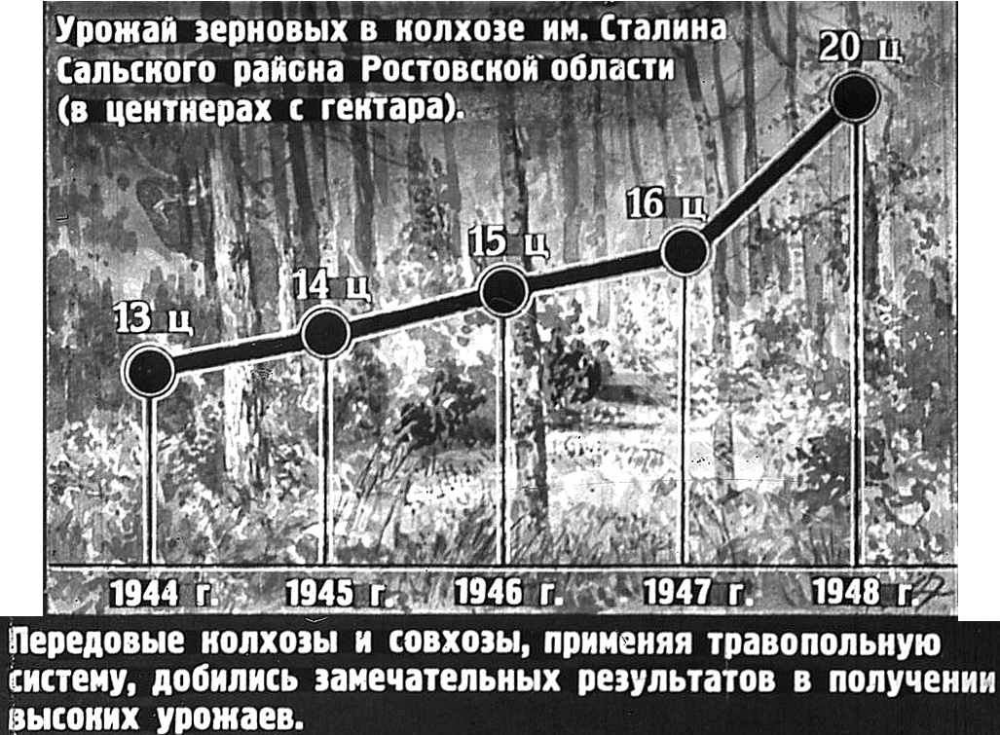 Урожай зерновых в колхозе им. Сталина
Сальского района Ростовской области
(в центнерах с гектара).
20 ц
16 ц
15 ц
14 ц
13 ц
1944 г. 1945 г. 1946 г. 1947 г. 1948 г.
Передовые колхозы и совхозы, применяя травопольную
систему, добились замечательных результатов в получении
высоких урожаев.